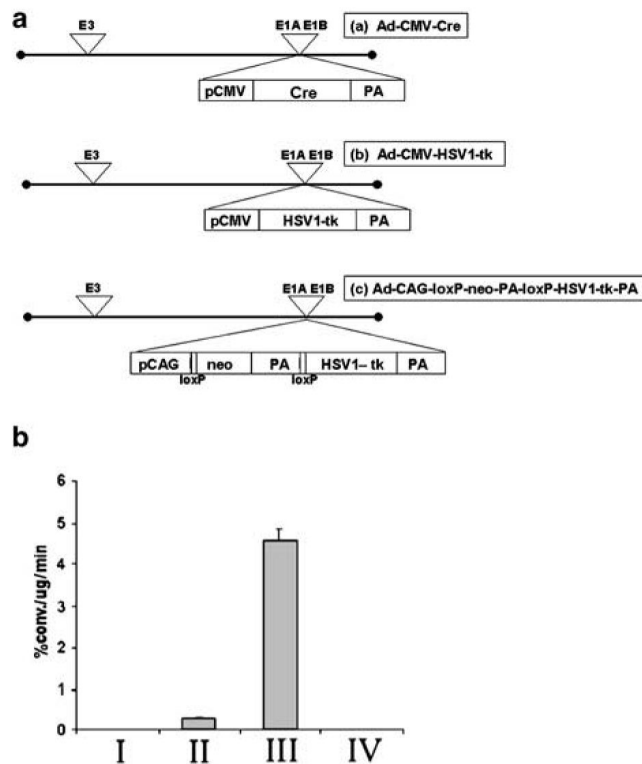 a
E3
E1A E1B
(a) Ad-CMV-Cre
pCMV Cre PA
E3
E1A E1B
(b) Ad-CMV-HSV1-tk
pCMV HSV1-tk PA
E3
E1A E1B
(c) Ad-CAG-loxP-neo-PA-loxP-HSV1-tk-PA
pCAG neo PA HSV1– tk PA
loxP loxP
b
%conv./ug/min
6
5
4
3
2
1
0
I II III IV